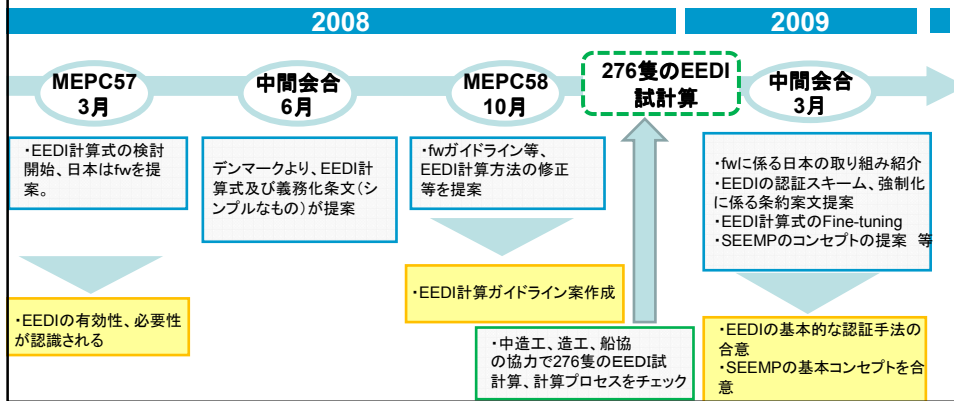 2008
2009
MEPC57
3月
中間会合
6月
MEPC58
10月
276隻のEEDI
試計算
中間会合
3月
・EEDI計算式の検討
開始、日本はfwを提
案。
デンマークより、EEDI計
算式及び義務化条文(シ
ンプルなもの)が提案
・fwガイドライン等、
EEDI計算方法の修正
等を提案
・fwに係る日本の取り組み紹介
・EEDIの認証スキーム、強制化
に係る条約案文提案
・EEDI計算式のFine-tuning
・SEEMPのコンセプトの提案 等
・EEDIの有効性、必要性
が認識される
・EEDI計算ガイドライン案作成
・中造工、造工、船協
の協力で276隻のEEDI試
計算、計算プロセスをチェック
・EEDIの基本的な認証手法の
合意
・SEEMPの基本コンセプトを合
意